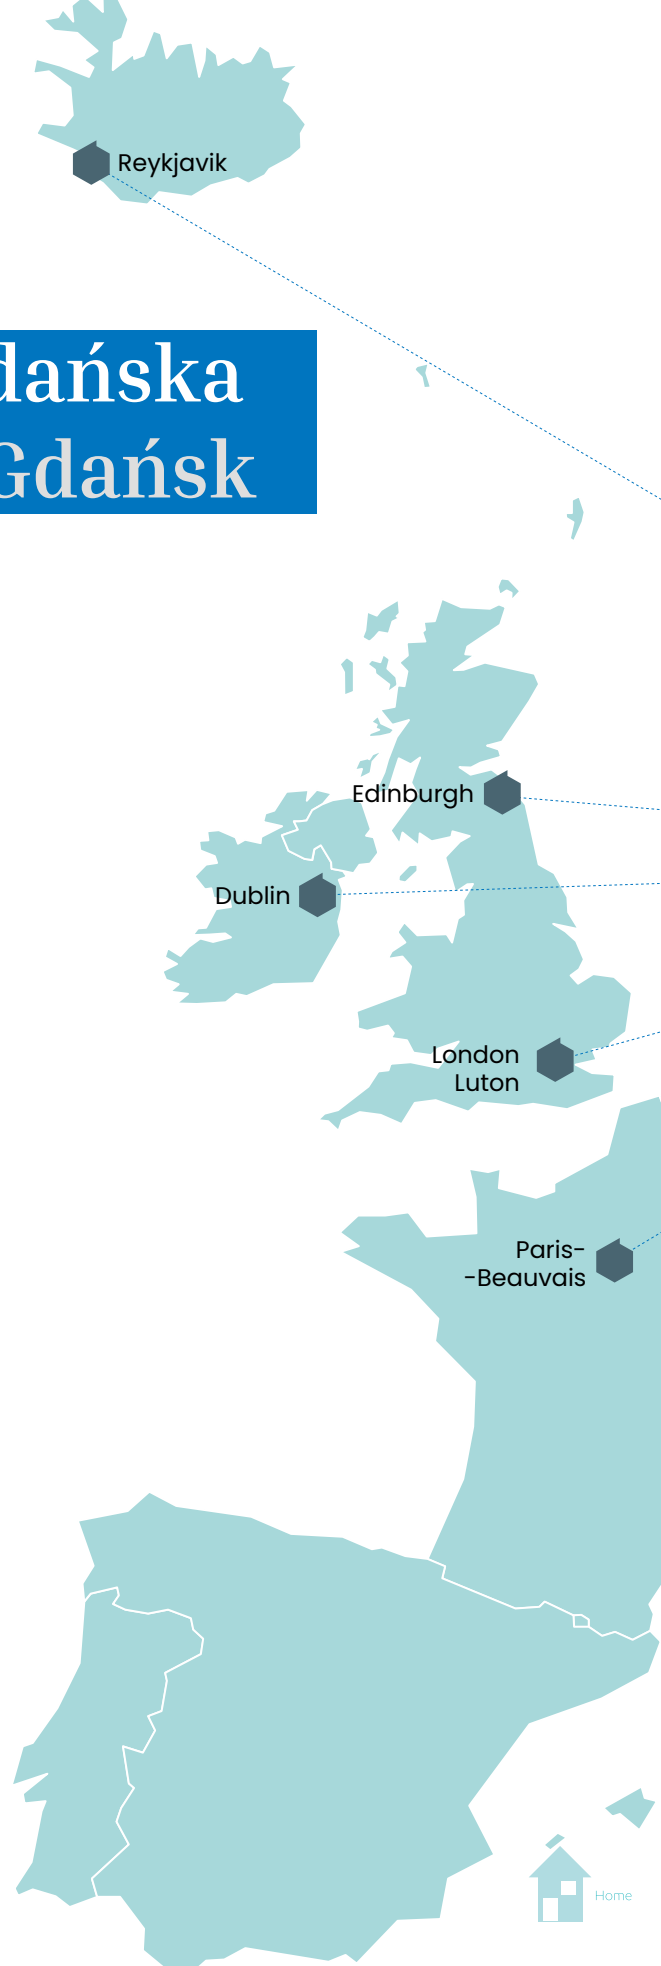 Reykjavik
dańska
Gdańsk
Edinburgh
Dublin
London
Luton
Paris-
-Beauvais
Home